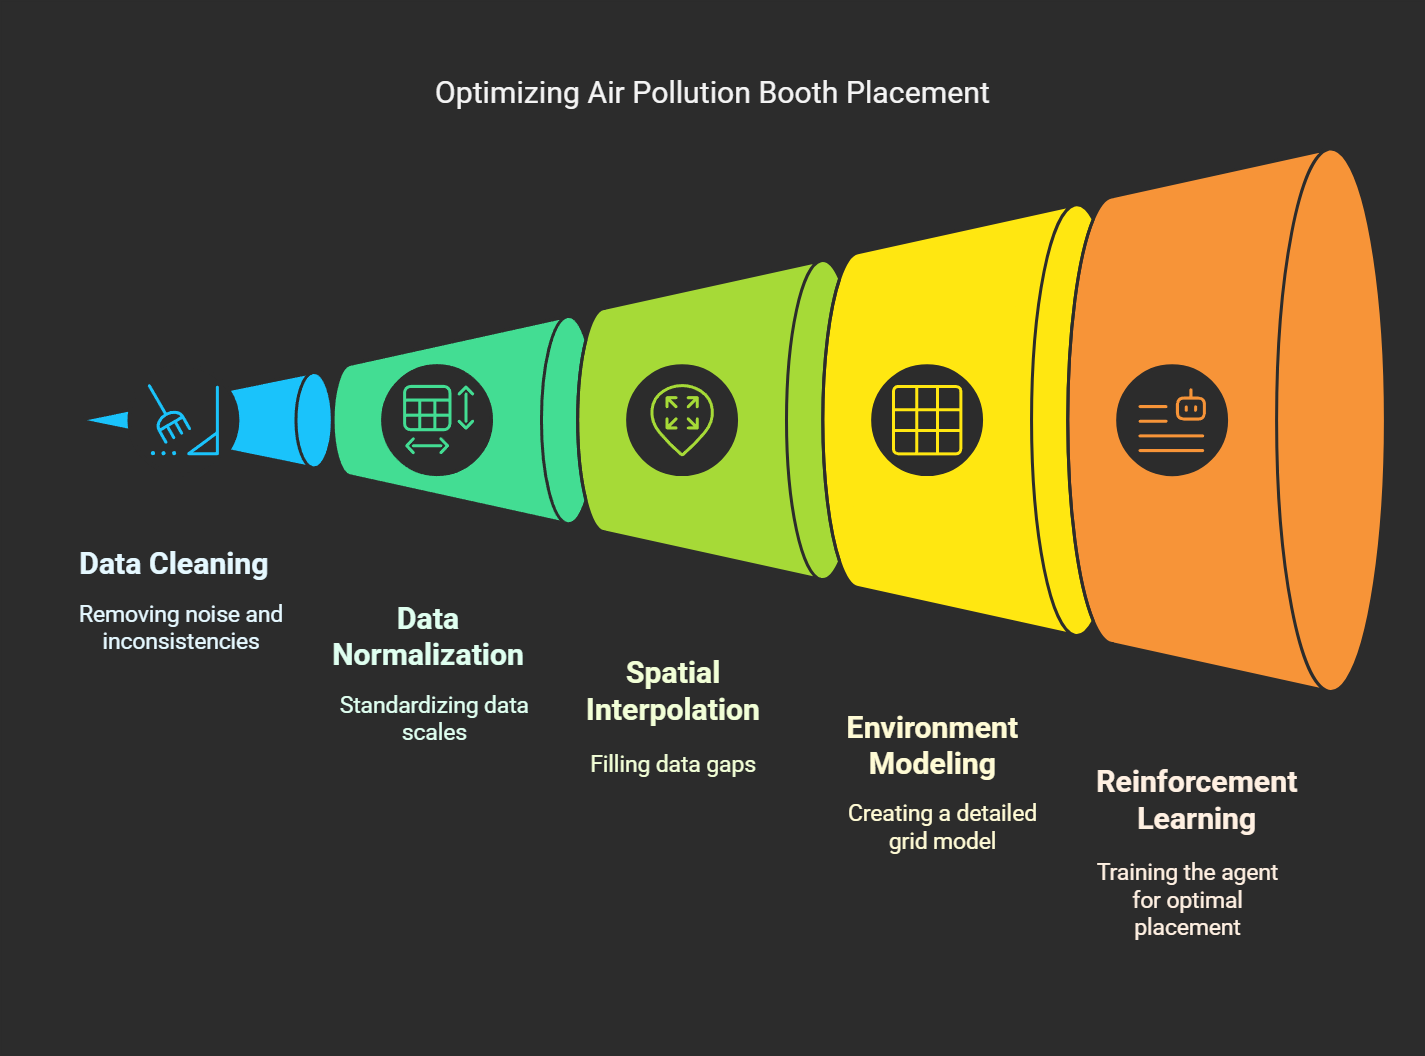 Optimizing Air Pollution Booth Placement
Data Cleaning
Removing noise and
inconsistencies
Data
Normalization
Standardizing data
scales
Spatial
Interpolation
Filling data gaps
Environment
Modeling
Creating a detailed
grid model
Reinforcement
Learning
Training the agent
for optimal
placement